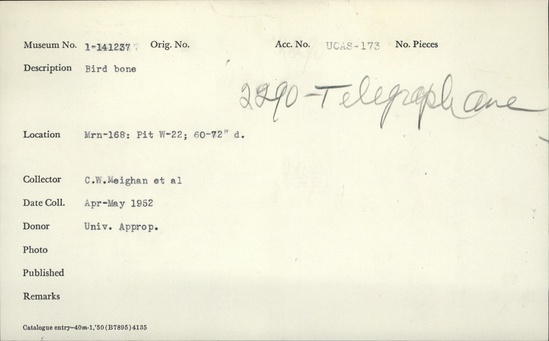 Museum No. 1-141237 Orig. No. Acc. No. UCAS-173 No. Pieces
Description Bird bone
2290-Telegraph Ave
Location Mrn-168: Pit W-22; 60-72" d.
Collector C.W.Meighan et al
Date Coll. Apr-May 1952
Donor Univ. Approp.
Photo
Published
Remarks
Catalogue entry—40m-1,'50 (B7895) 4135